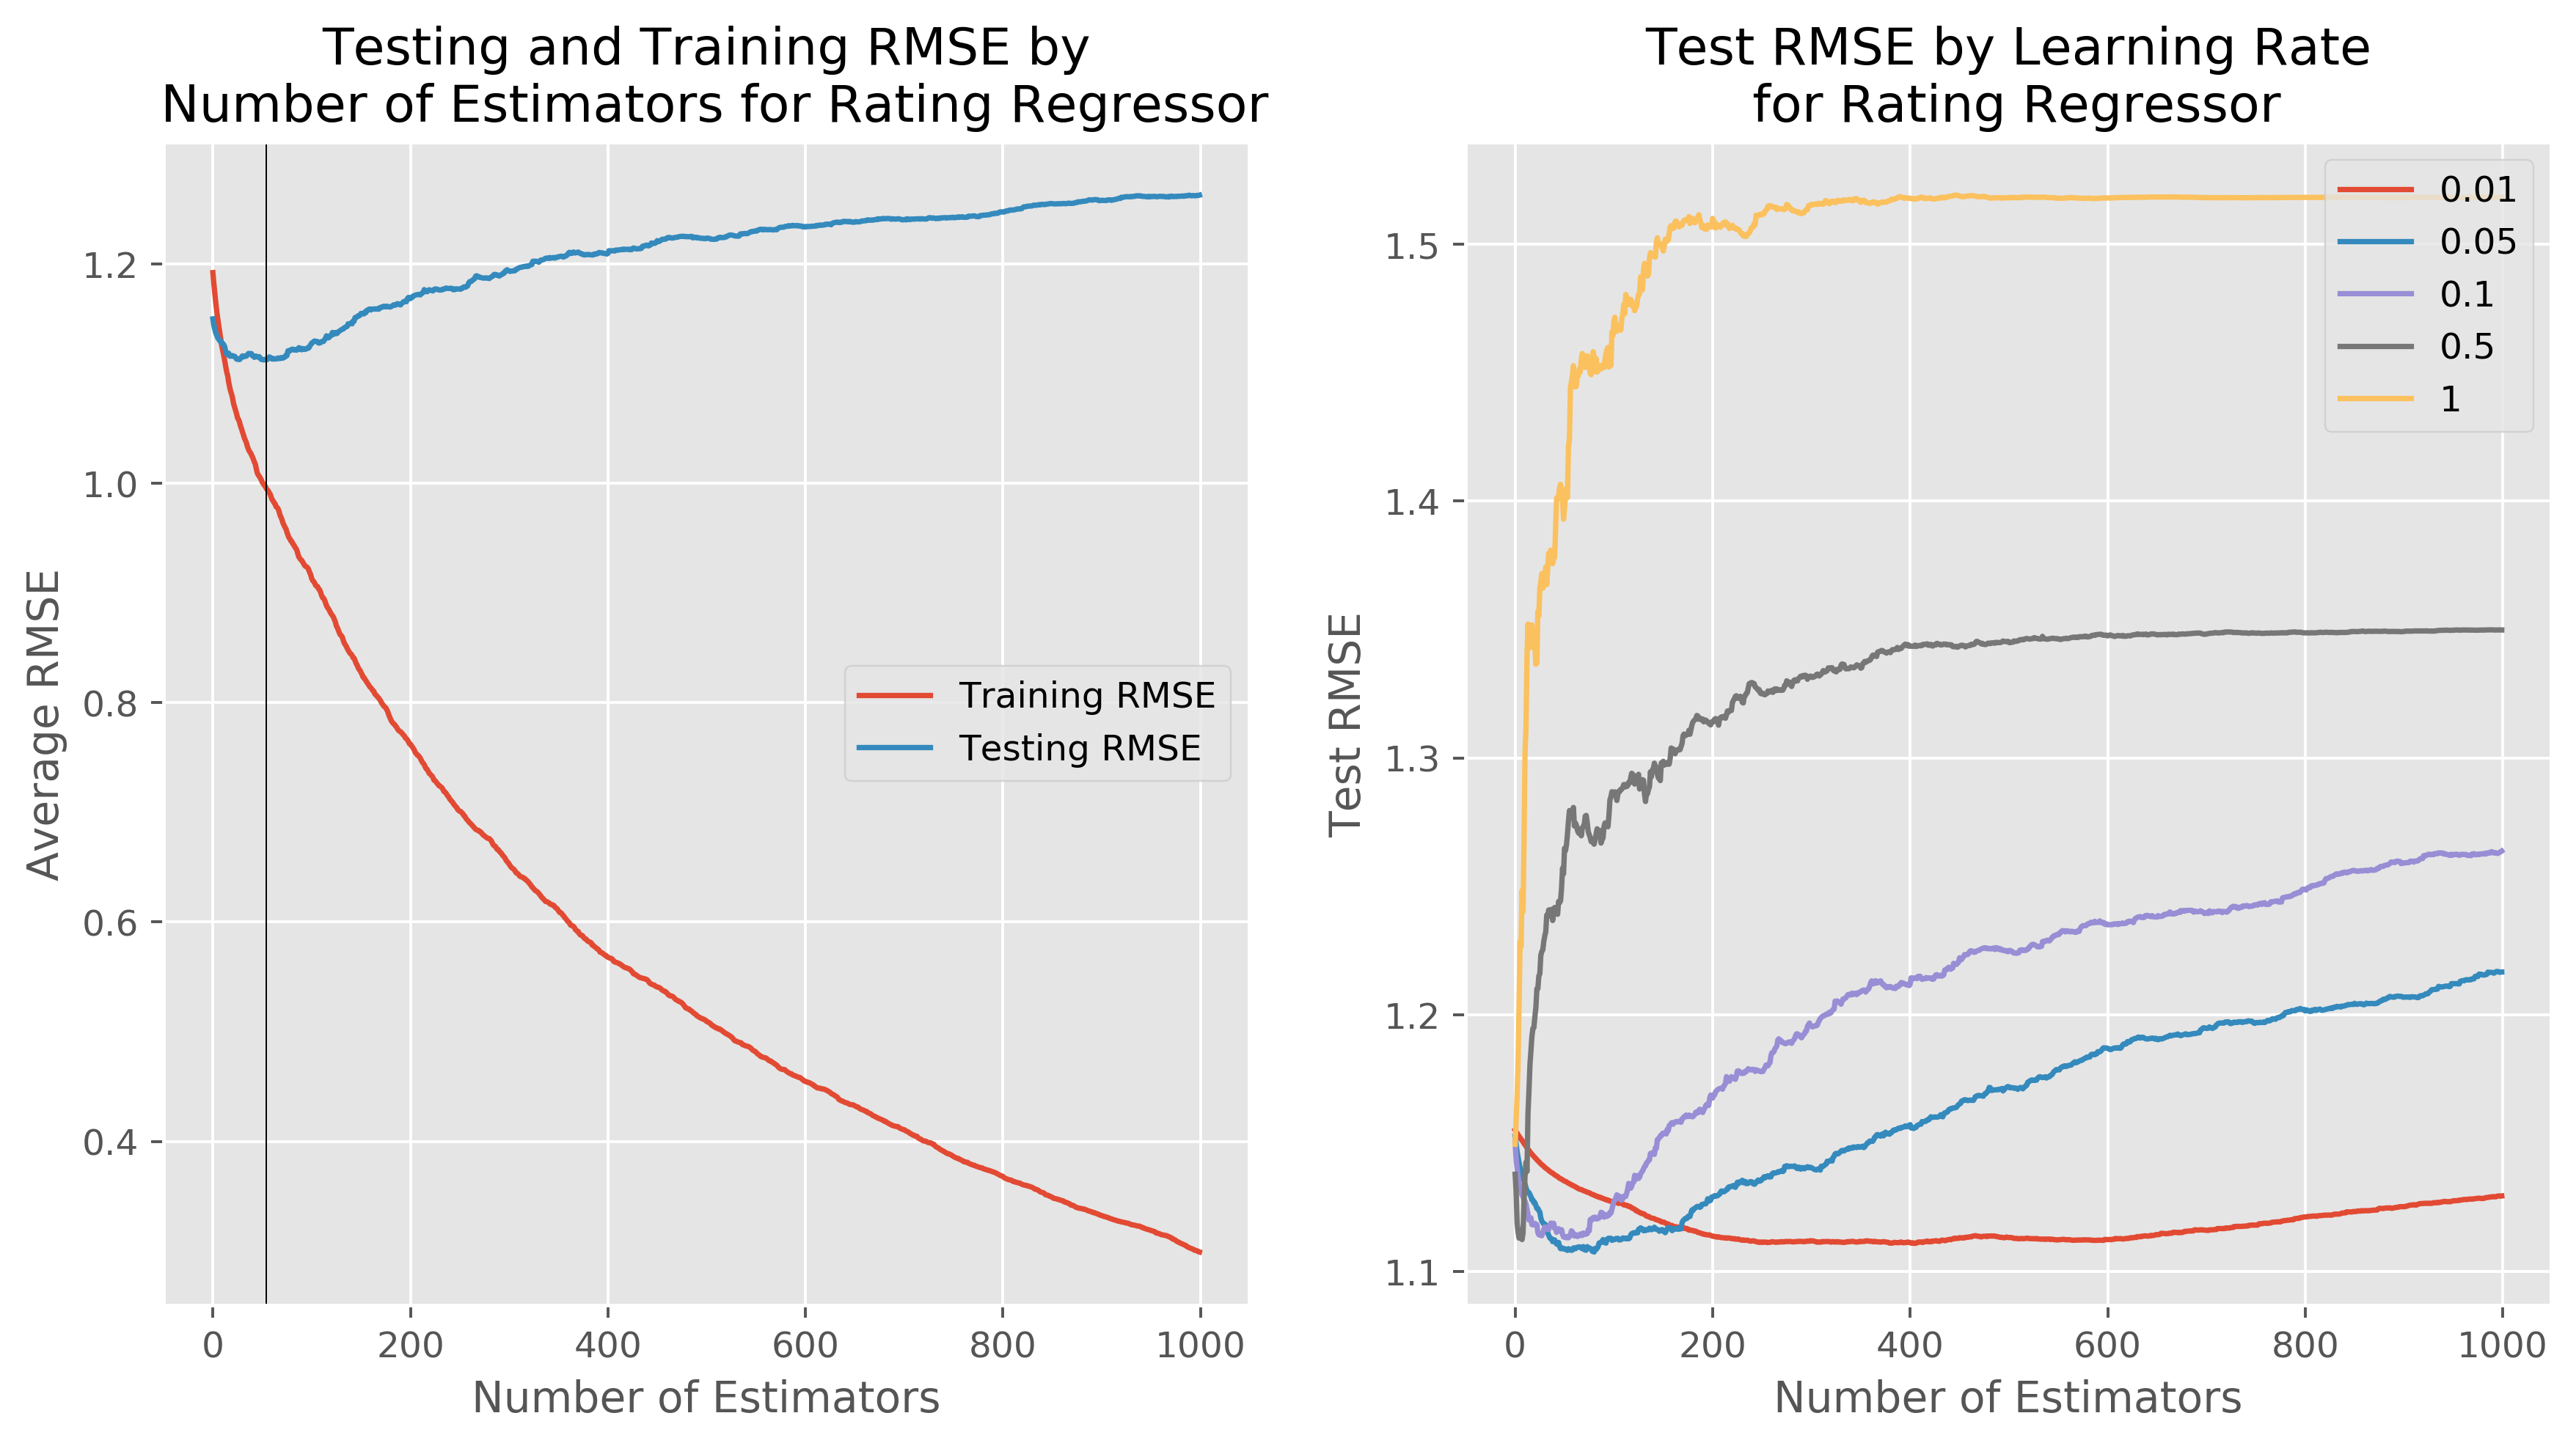 Testing and Training RMSE by
Number of Estimators for Rating Regressor
Average RMSE
1.2
1.0
0.8
0.6
0.4
Training RMSE
Testing RMSE
0 200 400 600 800 1000
Number of Estimators
Test RMSE by Learning Rate
for Rating Regressor
Test RMSE
1.5
1.4
1.3
1.2
1.1
0.01
0.05
0.1
0.5
1
0 200 400 600 800 1000
Number of Estimators